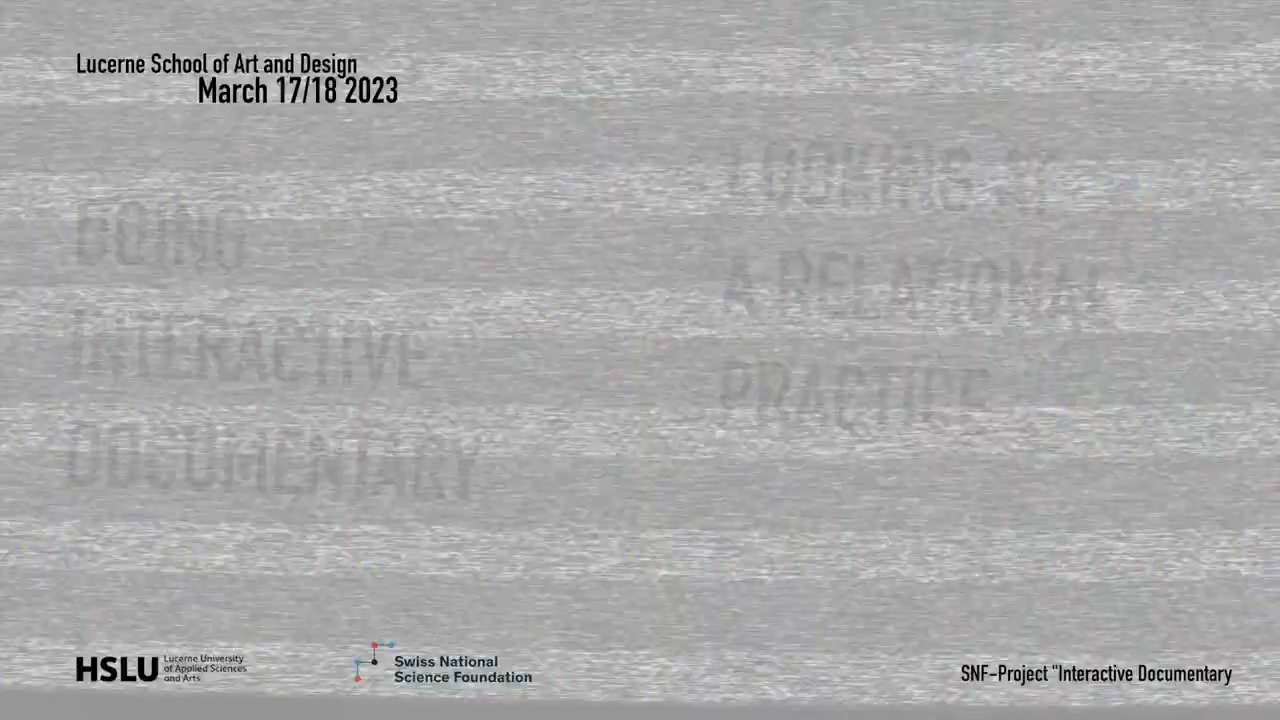 Lucerne School of Art and Design
March 17/18 2023
DOING
INTERACTIVE
DOCUMENTARY
LOOKING AT
A RELATIONAL
PRACTICE
HSLU
Lucerne University
of Applied Sciences
and Arts
Swiss National
Science Foundation
SNF-Project "Interactive Documentary